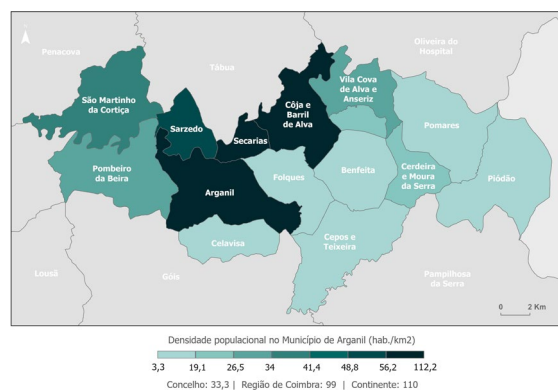 Penacova
Tábua
Oliveira do
Hospital
São Martinho
da Cortiça
Sarzedo
Secarias
Côja e
Barril
de Alva
Vila Cova
de Alva e
Anseriz
Pomares
Pombeiro
da Beira
Arganil
Folques
Benfeita
Cerdeira
e Moura
da Serra
Piódão
Celavisa
Cepos e
Teixeira
Lousã
Góis
Pampilhosa
da Serra
0 2 Km
Densidade populacional no Município de Arganil (hab./km2)
3,3 19,1 26,5 34 41,4 48,8 56,2 112,2
Concelho: 33,3 | Região de Coimbra: 99 | Continente: 110